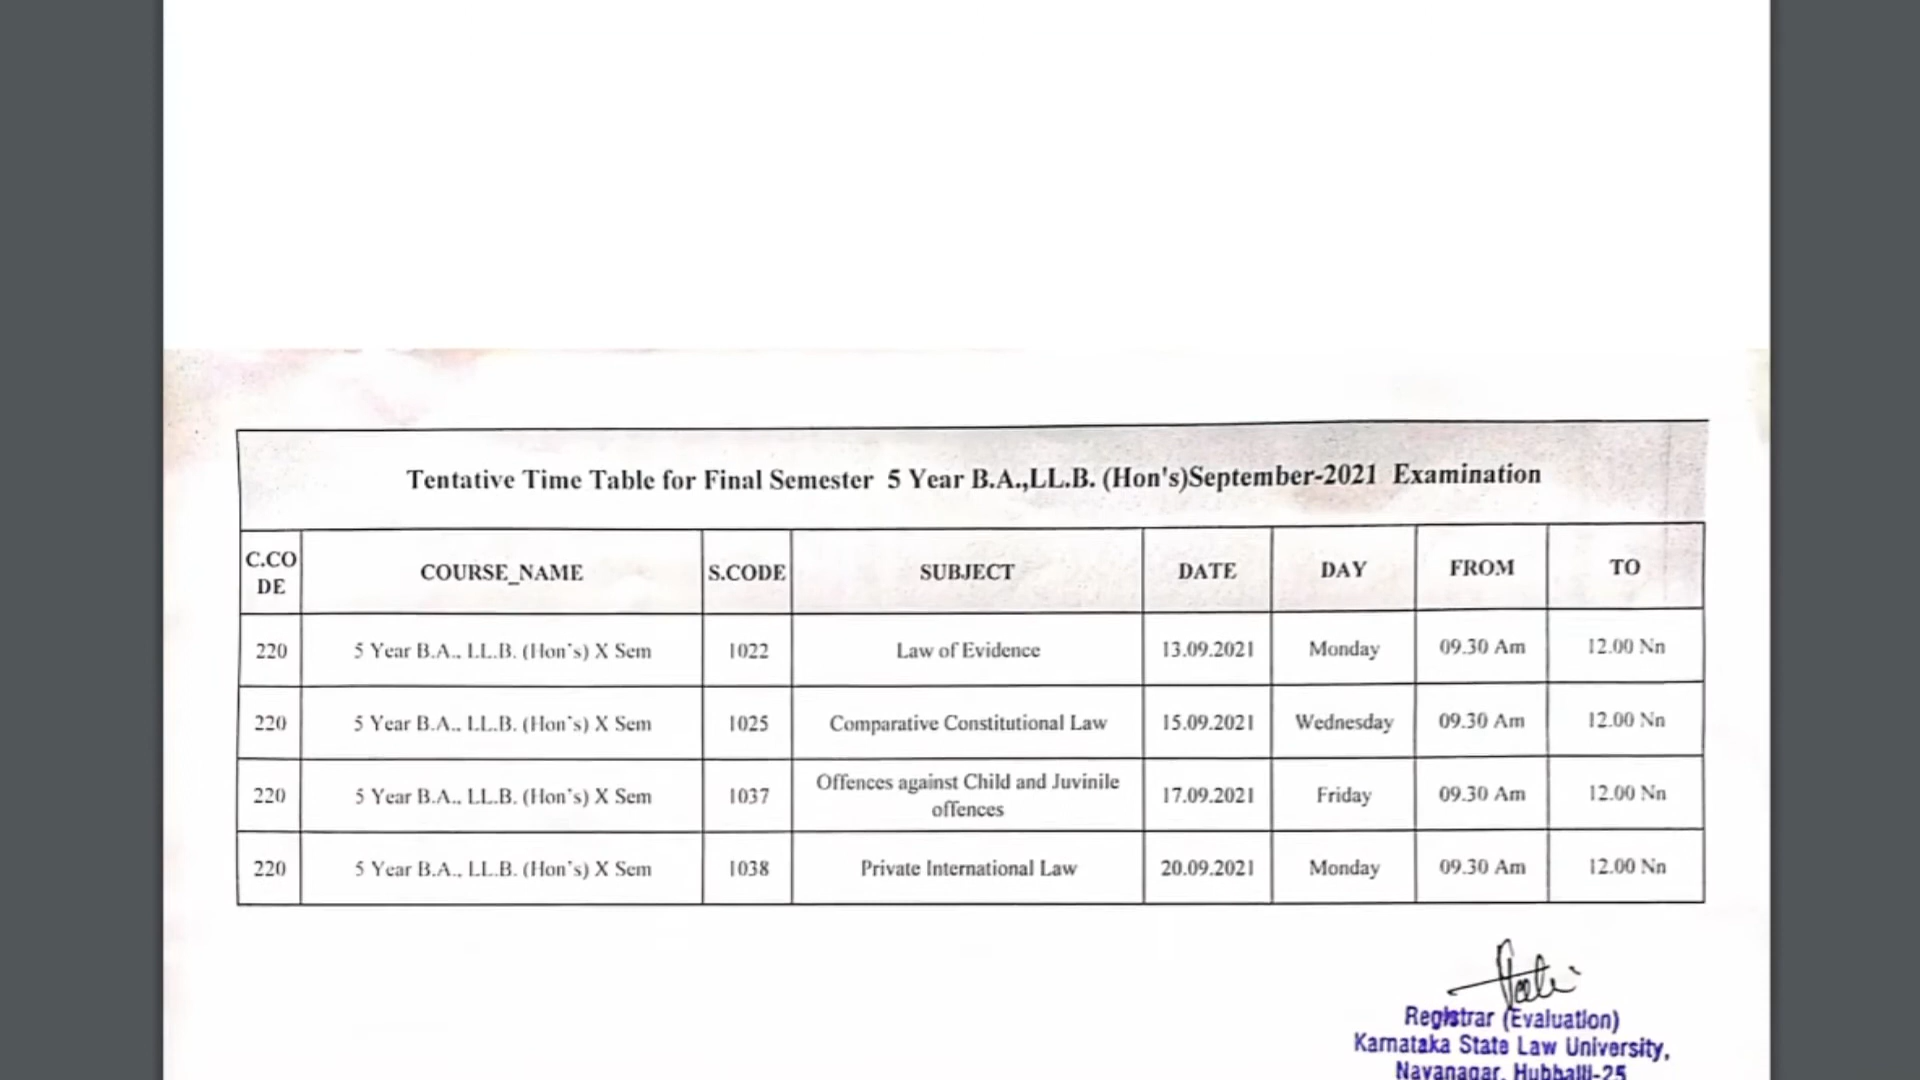 Tentative Time Table for Final Semester 5 Year B.A.,LL.B. (Hon's)September-2021 Examination
C.CO
DE COURSE_NAME S.CODE SUBJECT DATE DAY FROM TO
220 5 Year B.A., LL.B. (Hon's) X Sem 1022 Law of Evidence 13.09.2021 Monday 09.30 Am 12.00 Nn
220 5 Year B.A., LL.B. (Hon's) X Sem 1025 Comparative Constitutional Law 15.09.2021 Wednesday 09.30 Am 12.00 Nn
220 5 Year B.A., LL.B. (Hon's) X Sem 1037 Offences against Child and Juvinile
offences 17.09.2021 Friday 09.30 Am 12.00 Nn
220 5 Year B.A., LL.B. (Hon's) X Sem 1038 Private International Law 20.09.2021 Monday 09.30 Am 12.00 Nn
Registrar (Evaluation)
Karnataka State Law University,
Navanagar, Hubballi-25